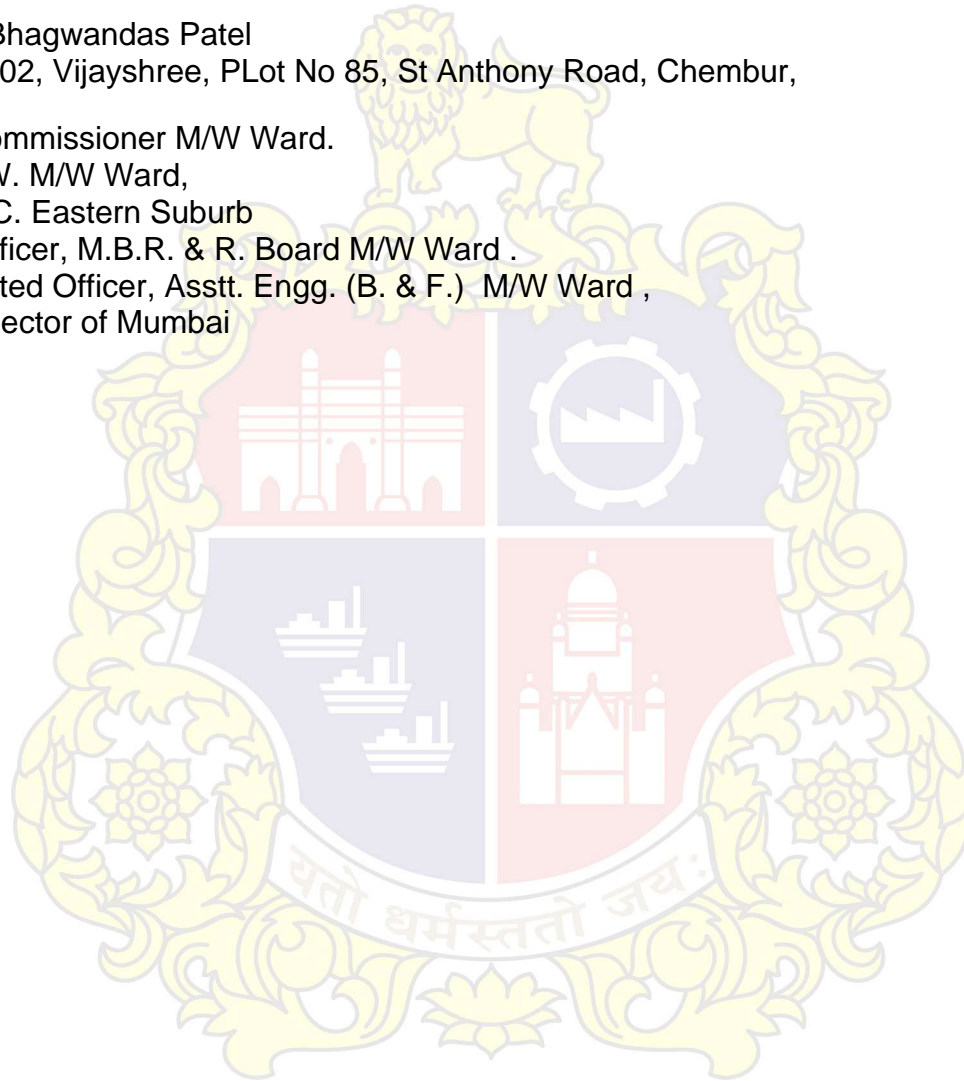 Bhagwandas Patel
02, Vijayshree, PLot No 85, St Anthony Road, Chembur,
ommissioner M/W Ward.
W. M/W Ward,
C. Eastern Suburb
ficer, M.B.R. & R. Board M/W Ward .
ted Officer, Asstt. Engg. (B. & F.) M/W Ward ,
ector of Mumbai
यतो धर्मस्ततो जय: